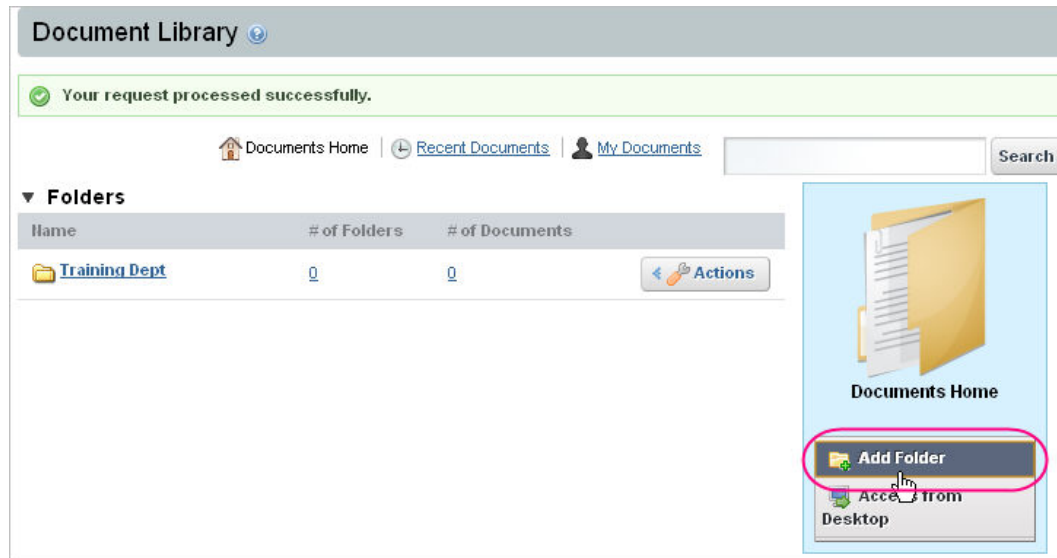 Document Library
Your request processed successfully.
Documents Home | Recent Documents | My Documents Search
Folders
Name # of Folders # of Documents
Training Dept 0 0 Actions
Documents Home
Add Folder
Access from
Desktop